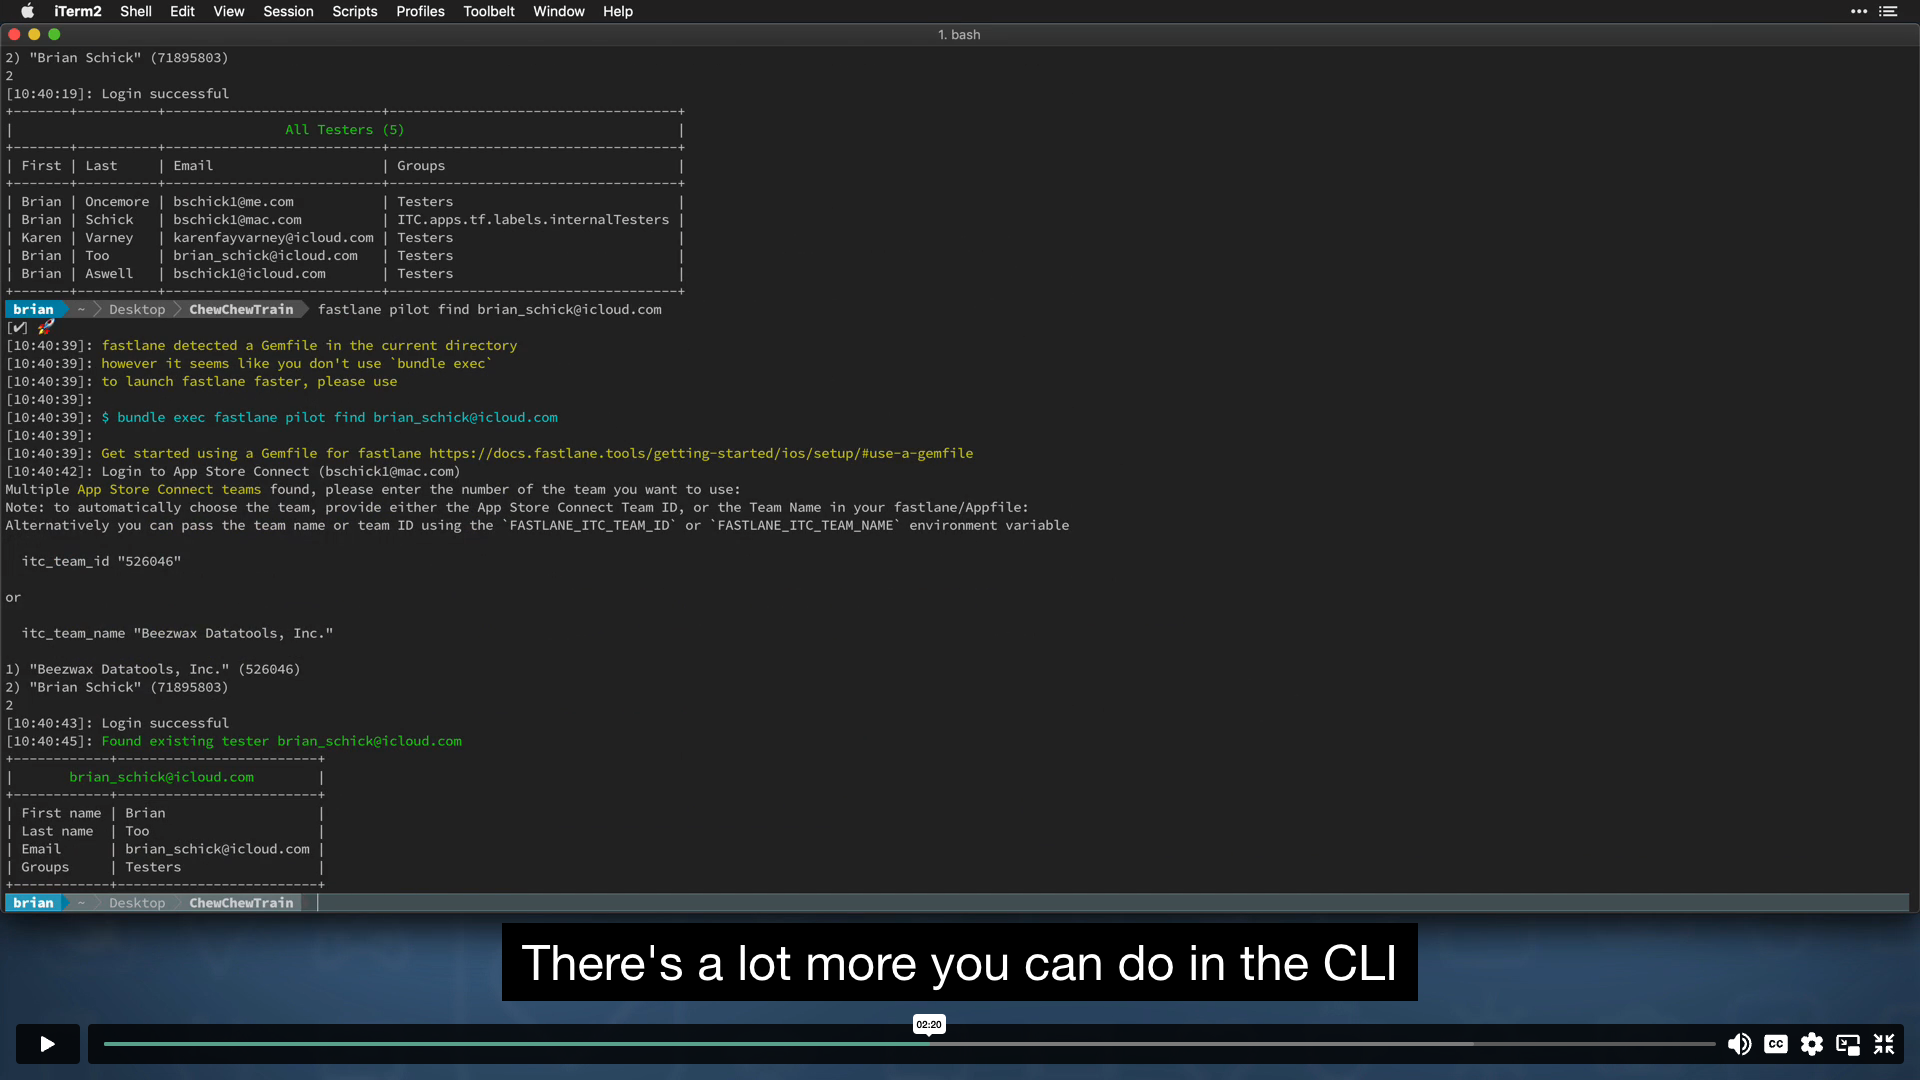 iTerm2 Shell Edit View Session Scripts Profiles Toolbelt Window Help
1. bash
2) "Brian Schick" (71895803)
2
[10:40:19]: Login successful
+-------+----------+---------------------------+------------------------------------+
| All Testers (5) |
+-------+----------+---------------------------+------------------------------------+
| First | Last | Email | Groups |
+-------+----------+---------------------------+------------------------------------+
| Brian | Oncemore | bschick1@me.com | Testers |
| Brian | Schick | bschick1@mac.com | ITC.apps.tf.labels.internalTesters |
| Karen | Varney | karenfayvarney@icloud.com | Testers |
| Brian | Too | brian_schick@icloud.com | Testers |
| Brian | Aswell | bschick1@icloud.com | Testers |
+-------+----------+---------------------------+------------------------------------+
brian ~ Desktop ChewChewTrain fastlane pilot find brian_schick@icloud.com
[✔] 🚀
[10:40:39]: fastlane detected a Gemfile in the current directory
[10:40:39]: however it seems like you don't use `bundle exec`
[10:40:39]: to launch fastlane faster, please use
[10:40:39]:
[10:40:39]: $ bundle exec fastlane pilot find brian_schick@icloud.com
[10:40:39]:
[10:40:39]: Get started using a Gemfile for fastlane https://docs.fastlane.tools/getting-started/ios/setup/#use-a-gemfile
[10:40:42]: Login to App Store Connect (bschick1@mac.com)
Multiple App Store Connect teams found, please enter the number of the team you want to use:
Note: to automatically choose the team, provide either the App Store Connect Team ID, or the Team Name in your fastlane/Appfile:
Alternatively you can pass the team name or team ID using the `FASTLANE_ITC_TEAM_ID` or `FASTLANE_ITC_TEAM_NAME` environment variable
itc_team_id "526046"
or
itc_team_name "Beezwax Datatools, Inc."
1) "Beezwax Datatools, Inc." (526046)
2) "Brian Schick" (71895803)
2
[10:40:43]: Login successful
[10:40:45]: Found existing tester brian_schick@icloud.com
+------------+-------------------------+
| brian_schick@icloud.com |
+------------+-------------------------+
| First name | Brian |
| Last name | Too |
| Email | brian_schick@icloud.com |
| Groups | Testers |
+------------+-------------------------+
brian ~ Desktop ChewChewTrain
There's a lot more you can do in the CLI
02:20
CC